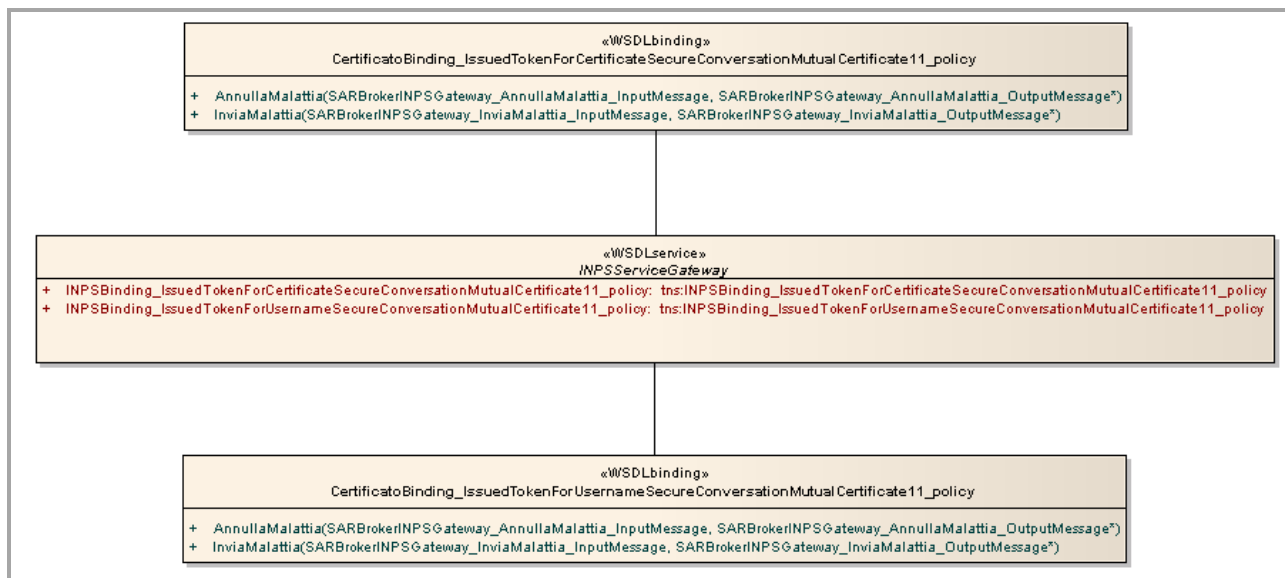 «WSDLbinding»
CertificatoBinding_IssuedTokenForCertificateSecureConversationMutualCertificate11_policy
+ AnnullaMalattia(SARBrokerINPSGateway_AnnullaMalattia_InputMessage, SARBrokerINPSGateway_AnnullaMalattia_OutputMessage*)
+ InviaMalattia(SARBrokerINPSGateway_InviaMalattia_InputMessage, SARBrokerINPSGateway_InviaMalattia_OutputMessage*)
«WSDLservice»
INPSServiceGateway
+ INPSBinding_IssuedTokenForCertificateSecureConversationMutualCertificate11_policy: tns:INPSBinding_IssuedTokenForCertificateSecureConversationMutualCertificate11_policy
+ INPSBinding_IssuedTokenForUsernameSecureConversationMutualCertificate11_policy: tns:INPSBinding_IssuedTokenForUsernameSecureConversationMutualCertificate11_policy
«WSDLbinding»
CertificatoBinding_IssuedTokenForUsernameSecureConversationMutualCertificate11_policy
+ AnnullaMalattia(SARBrokerINPSGateway_AnnullaMalattia_InputMessage, SARBrokerINPSGateway_AnnullaMalattia_OutputMessage*)
+ InviaMalattia(SARBrokerINPSGateway_InviaMalattia_InputMessage, SARBrokerINPSGateway_InviaMalattia_OutputMessage*)